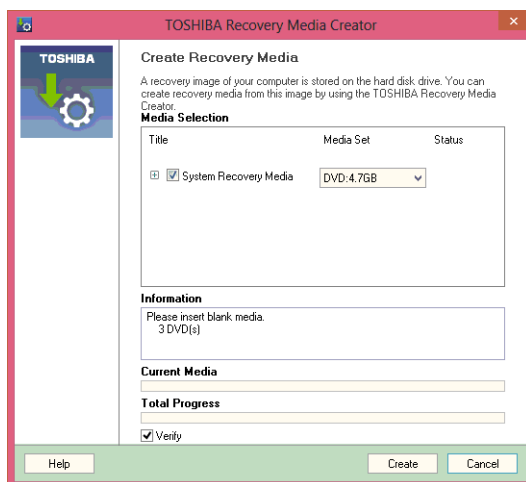 TOSHIBA Recovery Media Creator
TOSHIBA
Create Recovery Media
A recovery image of your computer is stored on the hard disk drive. You can
create recovery media from this image by using the TOSHIBA Recovery Media
Creator.
Media Selection
Title Media Set Status
System Recovery Media DVD:4.7GB
Information
Please insert blank media.
3 DVD(s)
Current Media
Total Progress
Verify
Help Create Cancel